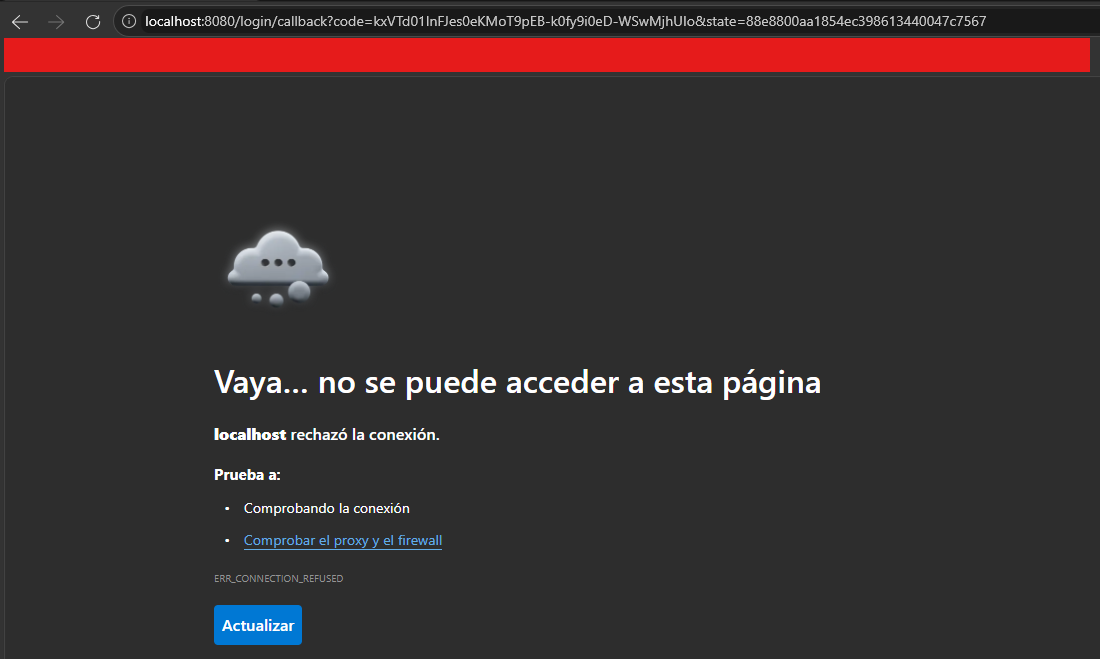 localhost:8080/login/callback?code=kxVTd01InFJes0eKMoT9pEB-k0fy9i0eD-WSwMjhUIo&state=88e8800aa1854ec398613440047c7567
Vaya... no se puede acceder a esta página
localhost rechazó la conexión.
Prueba a:
• Comprobando la conexión
• Comprobar el proxy y el firewall
ERR_CONNECTION_REFUSED
Actualizar